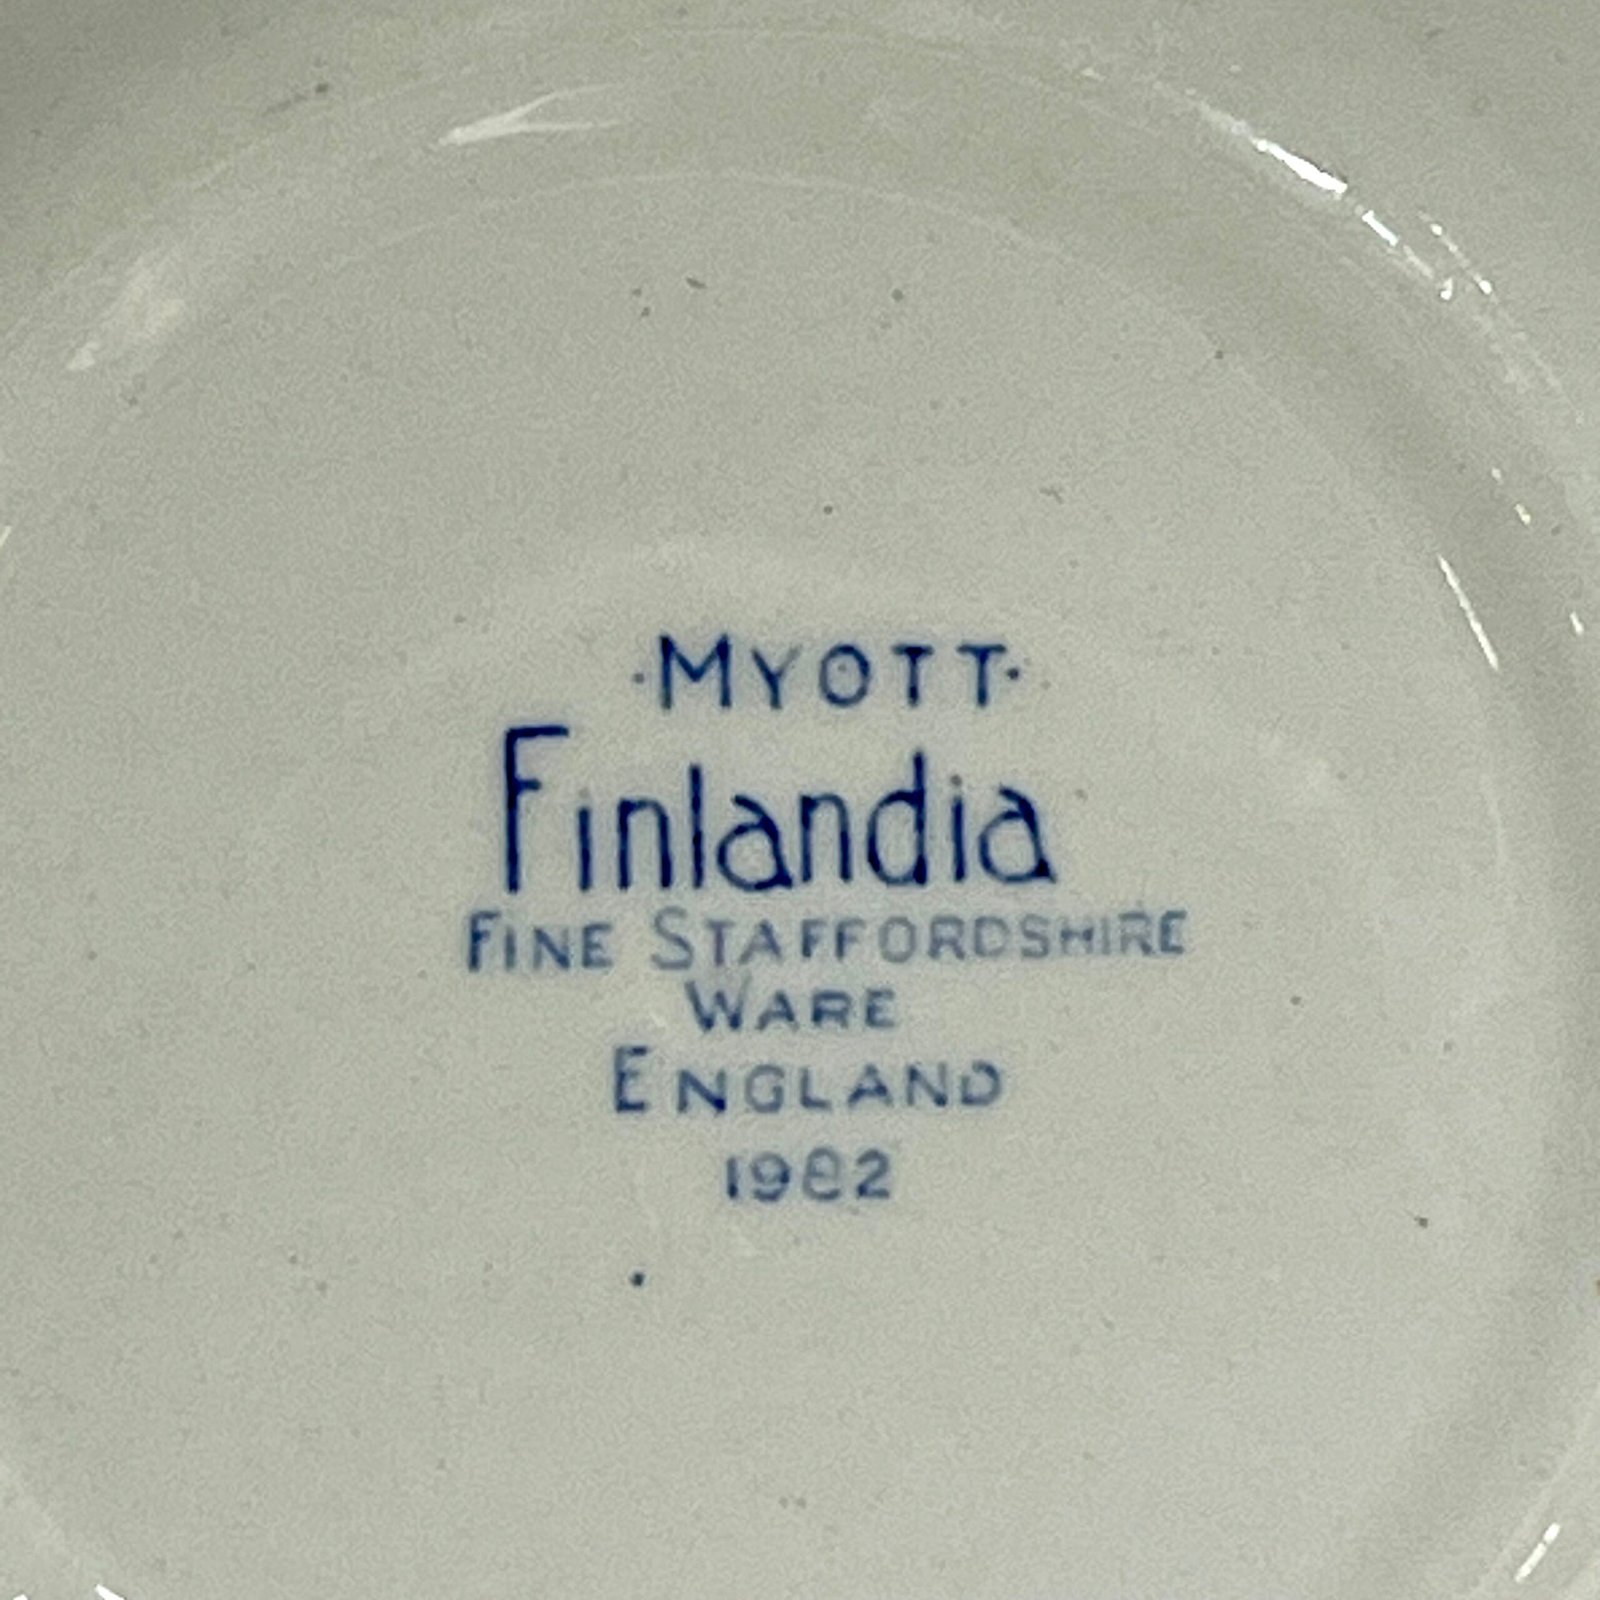 ·MYOTT·
Finlandia
FINE STAFFORDSHIRE
WARE
ENGLAND
1982